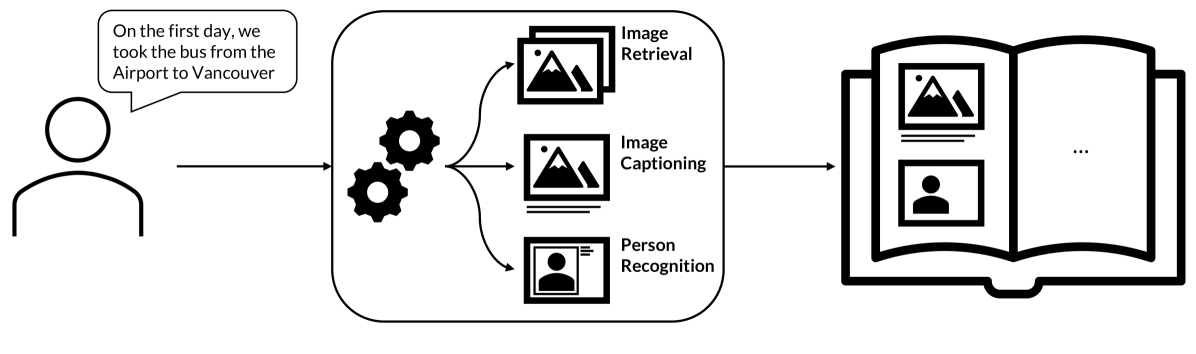 On the first day, we
took the bus from the
Airport to Vancouver
Image
Retrieval
Image
Captioning
Person
Recognition
...